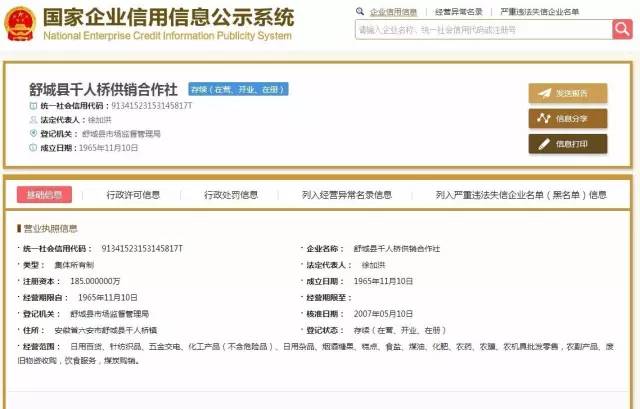 国家企业信用信息公示系统
National Enterprise Credit Information Publicity System
企业信用信息 | 经营异常名录 | 严重违法失信企业名单
请输入企业名称、统一社会信用代码或注册号
舒城县千人桥供销合作社 存续（在营、开业、在册）
统一社会信用代码：91341523153145817T
法定代表人：徐加洪
登记机关：舒城县市场监督管理局
成立日期：1965年11月10日
发送报告
信息分享
信息打印
基础信息 | 行政许可信息 | 行政处罚信息 | 列入经营异常名录信息 | 列入严重违法失信企业名单（黑名单）信息
营业执照信息
· 统一社会信用代码：91341523153145817T · 企业名称：舒城县千人桥供销合作社
· 类型：集体所有制 · 法定代表人：徐加洪
· 注册资本：185.000000万 · 成立日期：1965年11月10日
· 经营期限自：1965年11月10日 · 经营期限至：
· 登记机关：舒城县市场监督管理局 · 核准日期：2007年05月10日
· 住所：安徽省六安市舒城县千人桥镇 · 登记状态：存续（在营、开业、在册）
· 经营范围：日用百货、针纺织品、五金交电、化工产品（不含危险品）、日用杂品、烟酒糖果、糕点、食盐、煤油、化肥、农药、农膜、农机具批发零售，农副产品、废
旧物资收购，饮食服务，煤炭购销。